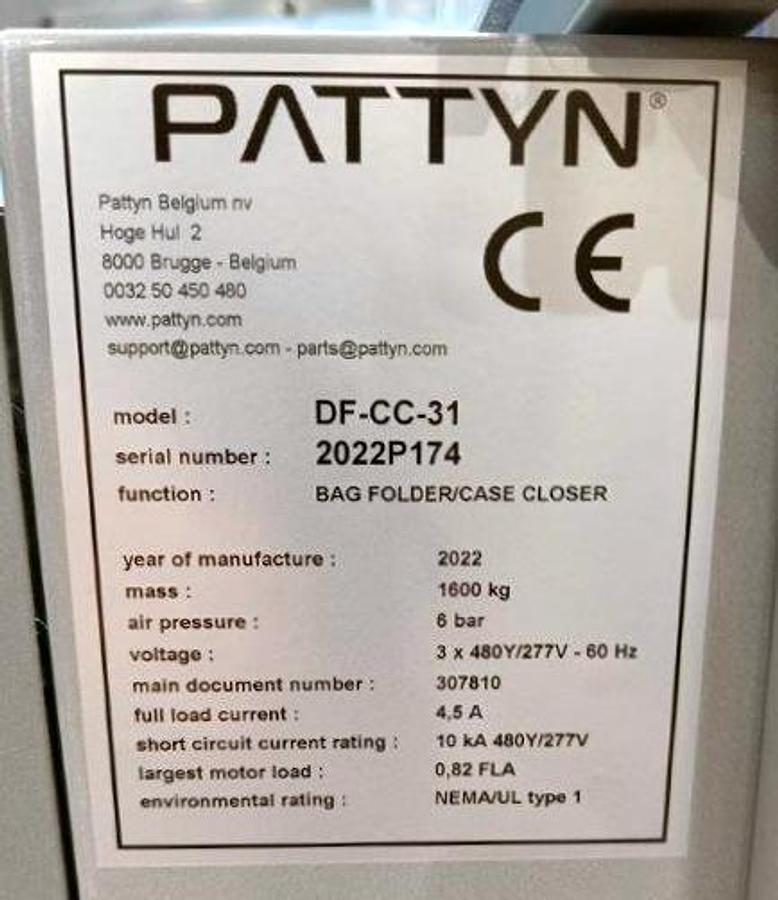 PATTYN®
Pattyn Belgium nv
Hoge Hul 2
8000 Brugge - Belgium
0032 50 450 480
www.pattyn.com
support@pattyn.com - parts@pattyn.com
CE
model : DF-CC-31
serial number : 2022P174
function : BAG FOLDER/CASE CLOSER
year of manufacture : 2022
mass : 1600 kg
air pressure : 6 bar
voltage : 3 x 480Y/277V - 60 Hz
main document number : 307810
full load current : 4,5 A
short circuit current rating : 10 kA 480Y/277V
largest motor load : 0,82 FLA
environmental rating : NEMA/UL type 1